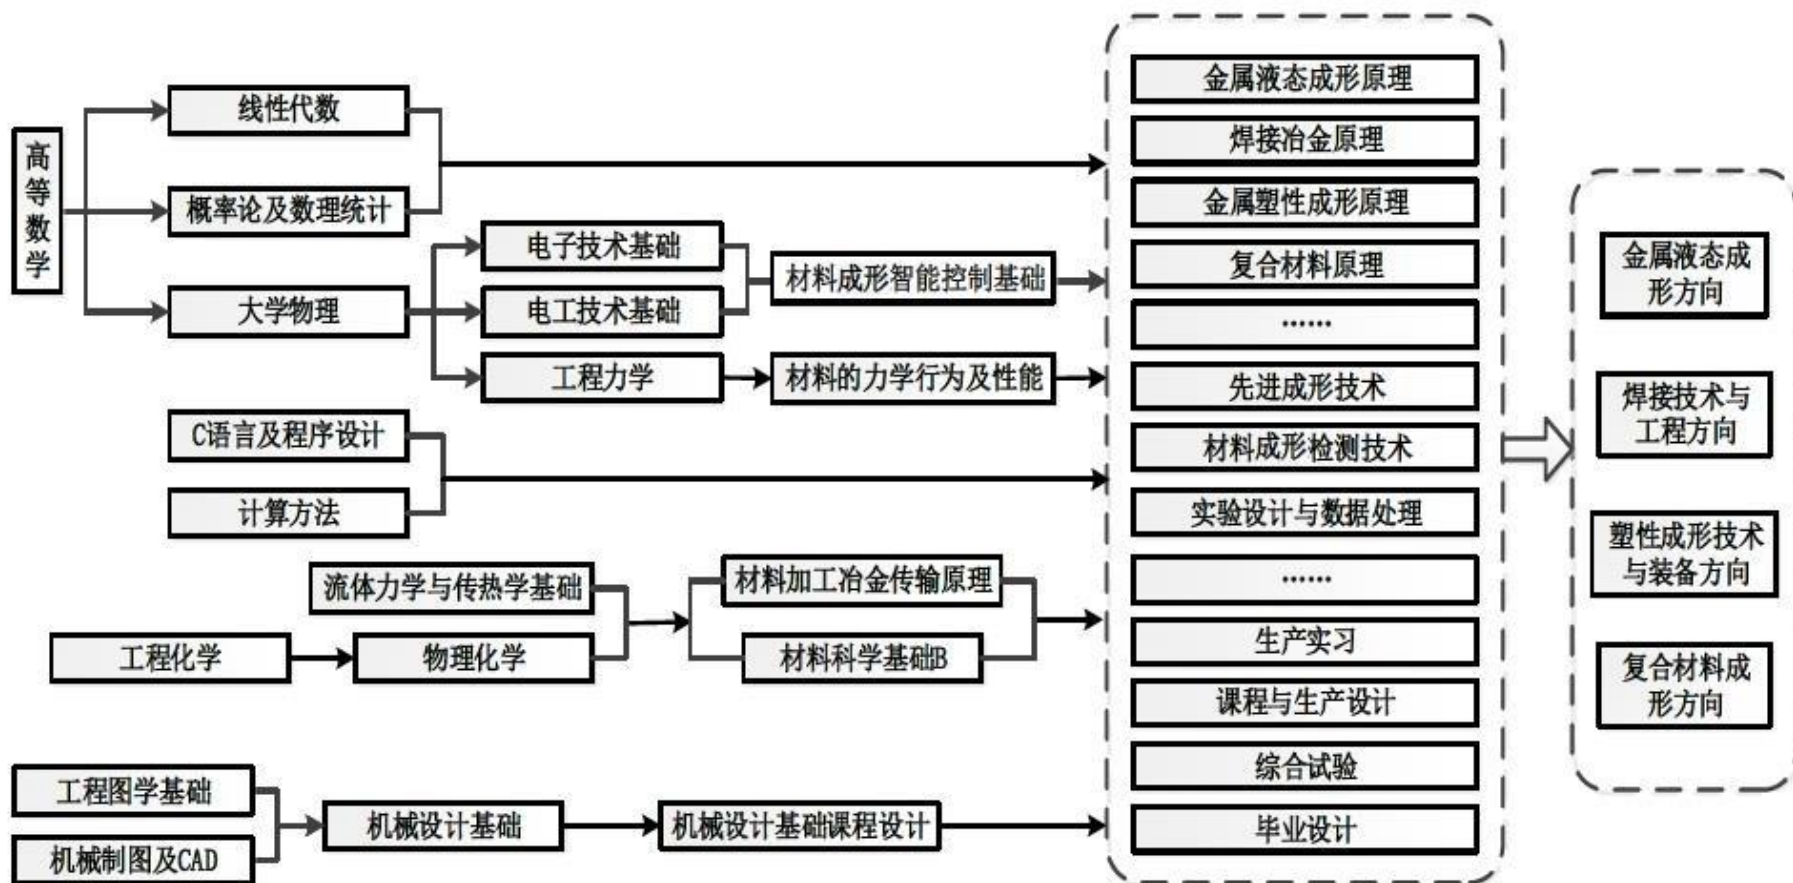 高等数学
线性代数
概率论及数理统计
大学物理
电子技术基础
电工技术基础
工程力学
材料成形智能控制基础
材料的力学行为及性能
C语言及程序设计
计算方法
流体力学与传热学基础
工程化学
物理化学
材料加工冶金传输原理
材料科学基础B
工程图学基础
机械制图及CAD
机械设计基础
机械设计基础课程设计
金属液态成形原理
焊接冶金原理
金属塑性成形原理
复合材料原理
……
先进成形技术
材料成形检测技术
实验设计与数据处理
……
生产实习
课程与生产设计
综合试验
毕业设计
金属液态成
形方向
焊接技术与
工程方向
塑性成形技术
与装备方向
复合材料成
形方向